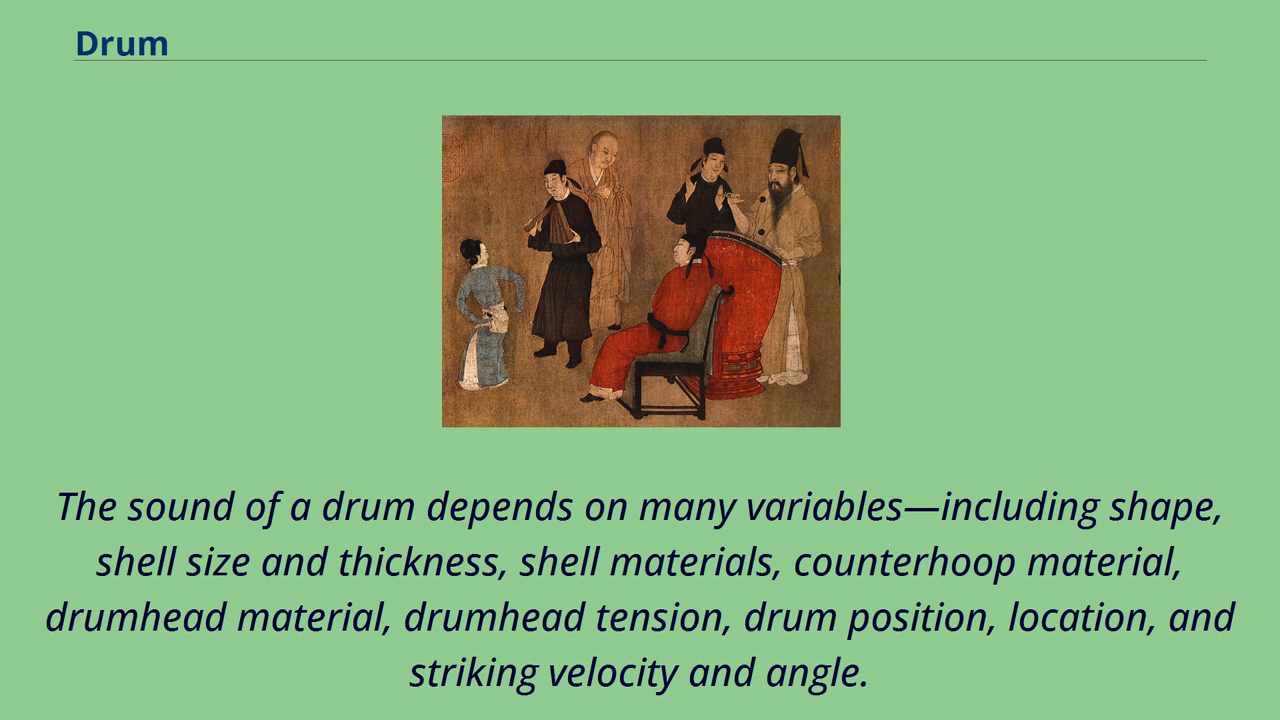 Drum
The sound of a drum depends on many variables—including shape,
shell size and thickness, shell materials, counterhoop material,
drumhead material, drumhead tension, drum position, location, and
striking velocity and angle.